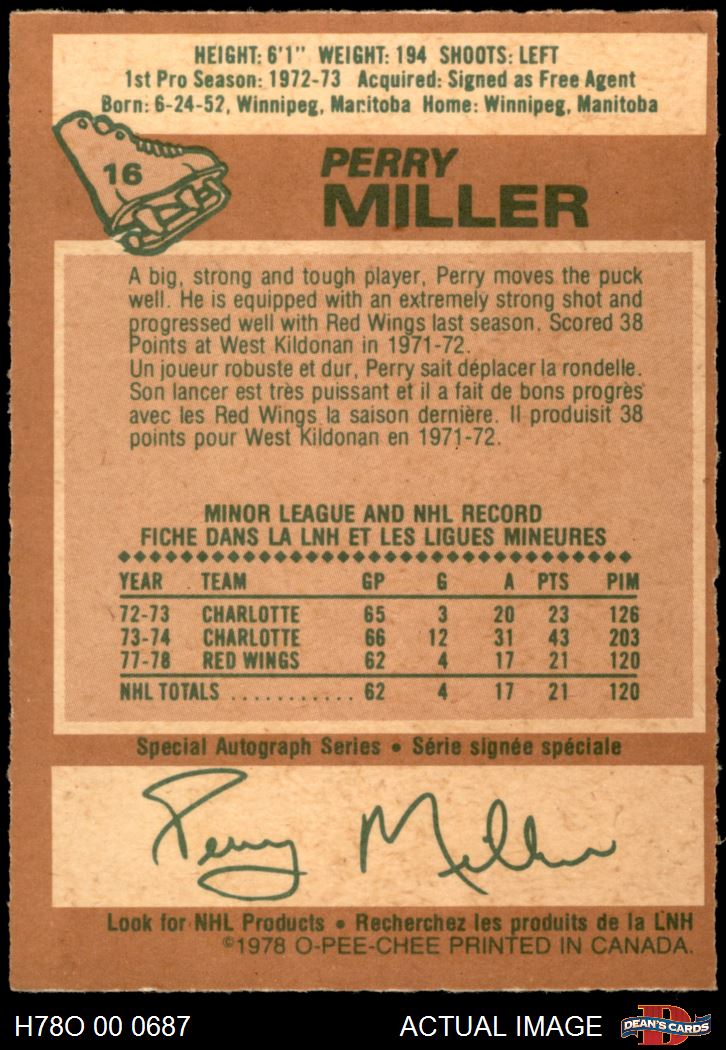 HEIGHT: 6'1" WEIGHT: 194 SHOOTS: LEFT
1st Pro Season: 1972-73 Acquired: Signed as Free Agent
Born: 6-24-52, Winnipeg, Manitoba Home: Winnipeg, Manitoba
16
PERRY
MILLER
A big, strong and tough player, Perry moves the puck
well. He is equipped with an extremely strong shot and
progressed well with Red Wings last season. Scored 38
Points at West Kildonan in 1971-72.
Un joueur robuste et dur, Perry sait déplacer la rondelle.
Son lancer est très puissant et il a fait de bons progrès
avec les Red Wings la saison dernière. Il produisit 38
points pour West Kildonan en 1971-72.
MINOR LEAGUE AND NHL RECORD
FICHE DANS LA LNH ET LES LIGUES MINEURES
YEAR TEAM GP G A PTS PIM
72-73 CHARLOTTE 65 3 20 23 126
73-74 CHARLOTTE 66 12 31 43 203
77-78 RED WINGS 62 4 17 21 120
NHL TOTALS ........... 62 4 17 21 120
Special Autograph Series • Série signée spéciale
Perry Miller
Look for NHL Products • Recherchez les produits de la LNH
©1978 O-PEE-CHEE PRINTED IN CANADA.
H78O 00 0687 ACTUAL IMAGE D DEAN'S CARDS